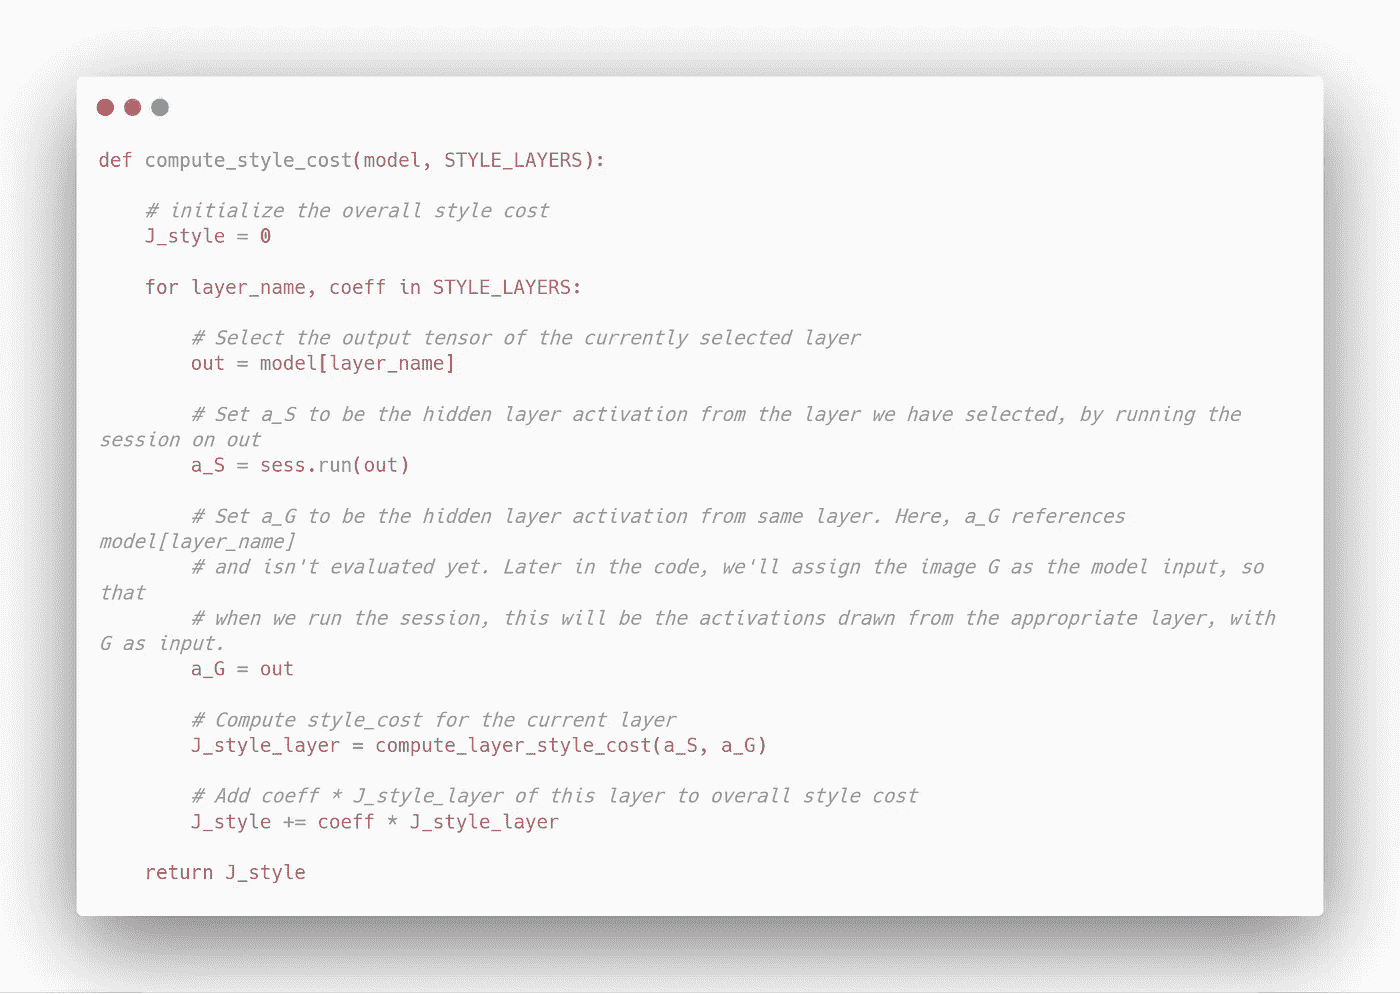 def compute_style_cost(model, STYLE_LAYERS):
# initialize the overall style cost
J_style = 0
for layer_name, coeff in STYLE_LAYERS:
# Select the output tensor of the currently selected layer
out = model[layer_name]
# Set a_S to be the hidden layer activation from the layer we have selected, by running the
session on out
a_S = sess.run(out)
# Set a_G to be the hidden layer activation from same layer. Here, a_G references
model[layer_name]
# and isn't evaluated yet. Later in the code, we'll assign the image G as the model input, so
that
# when we run the session, this will be the activations drawn from the appropriate layer, with
G as input.
a_G = out
# Compute style_cost for the current layer
J_style_layer = compute_layer_style_cost(a_S, a_G)
# Add coeff * J_style_layer of this layer to overall style cost
J_style += coeff * J_style_layer
return J_style